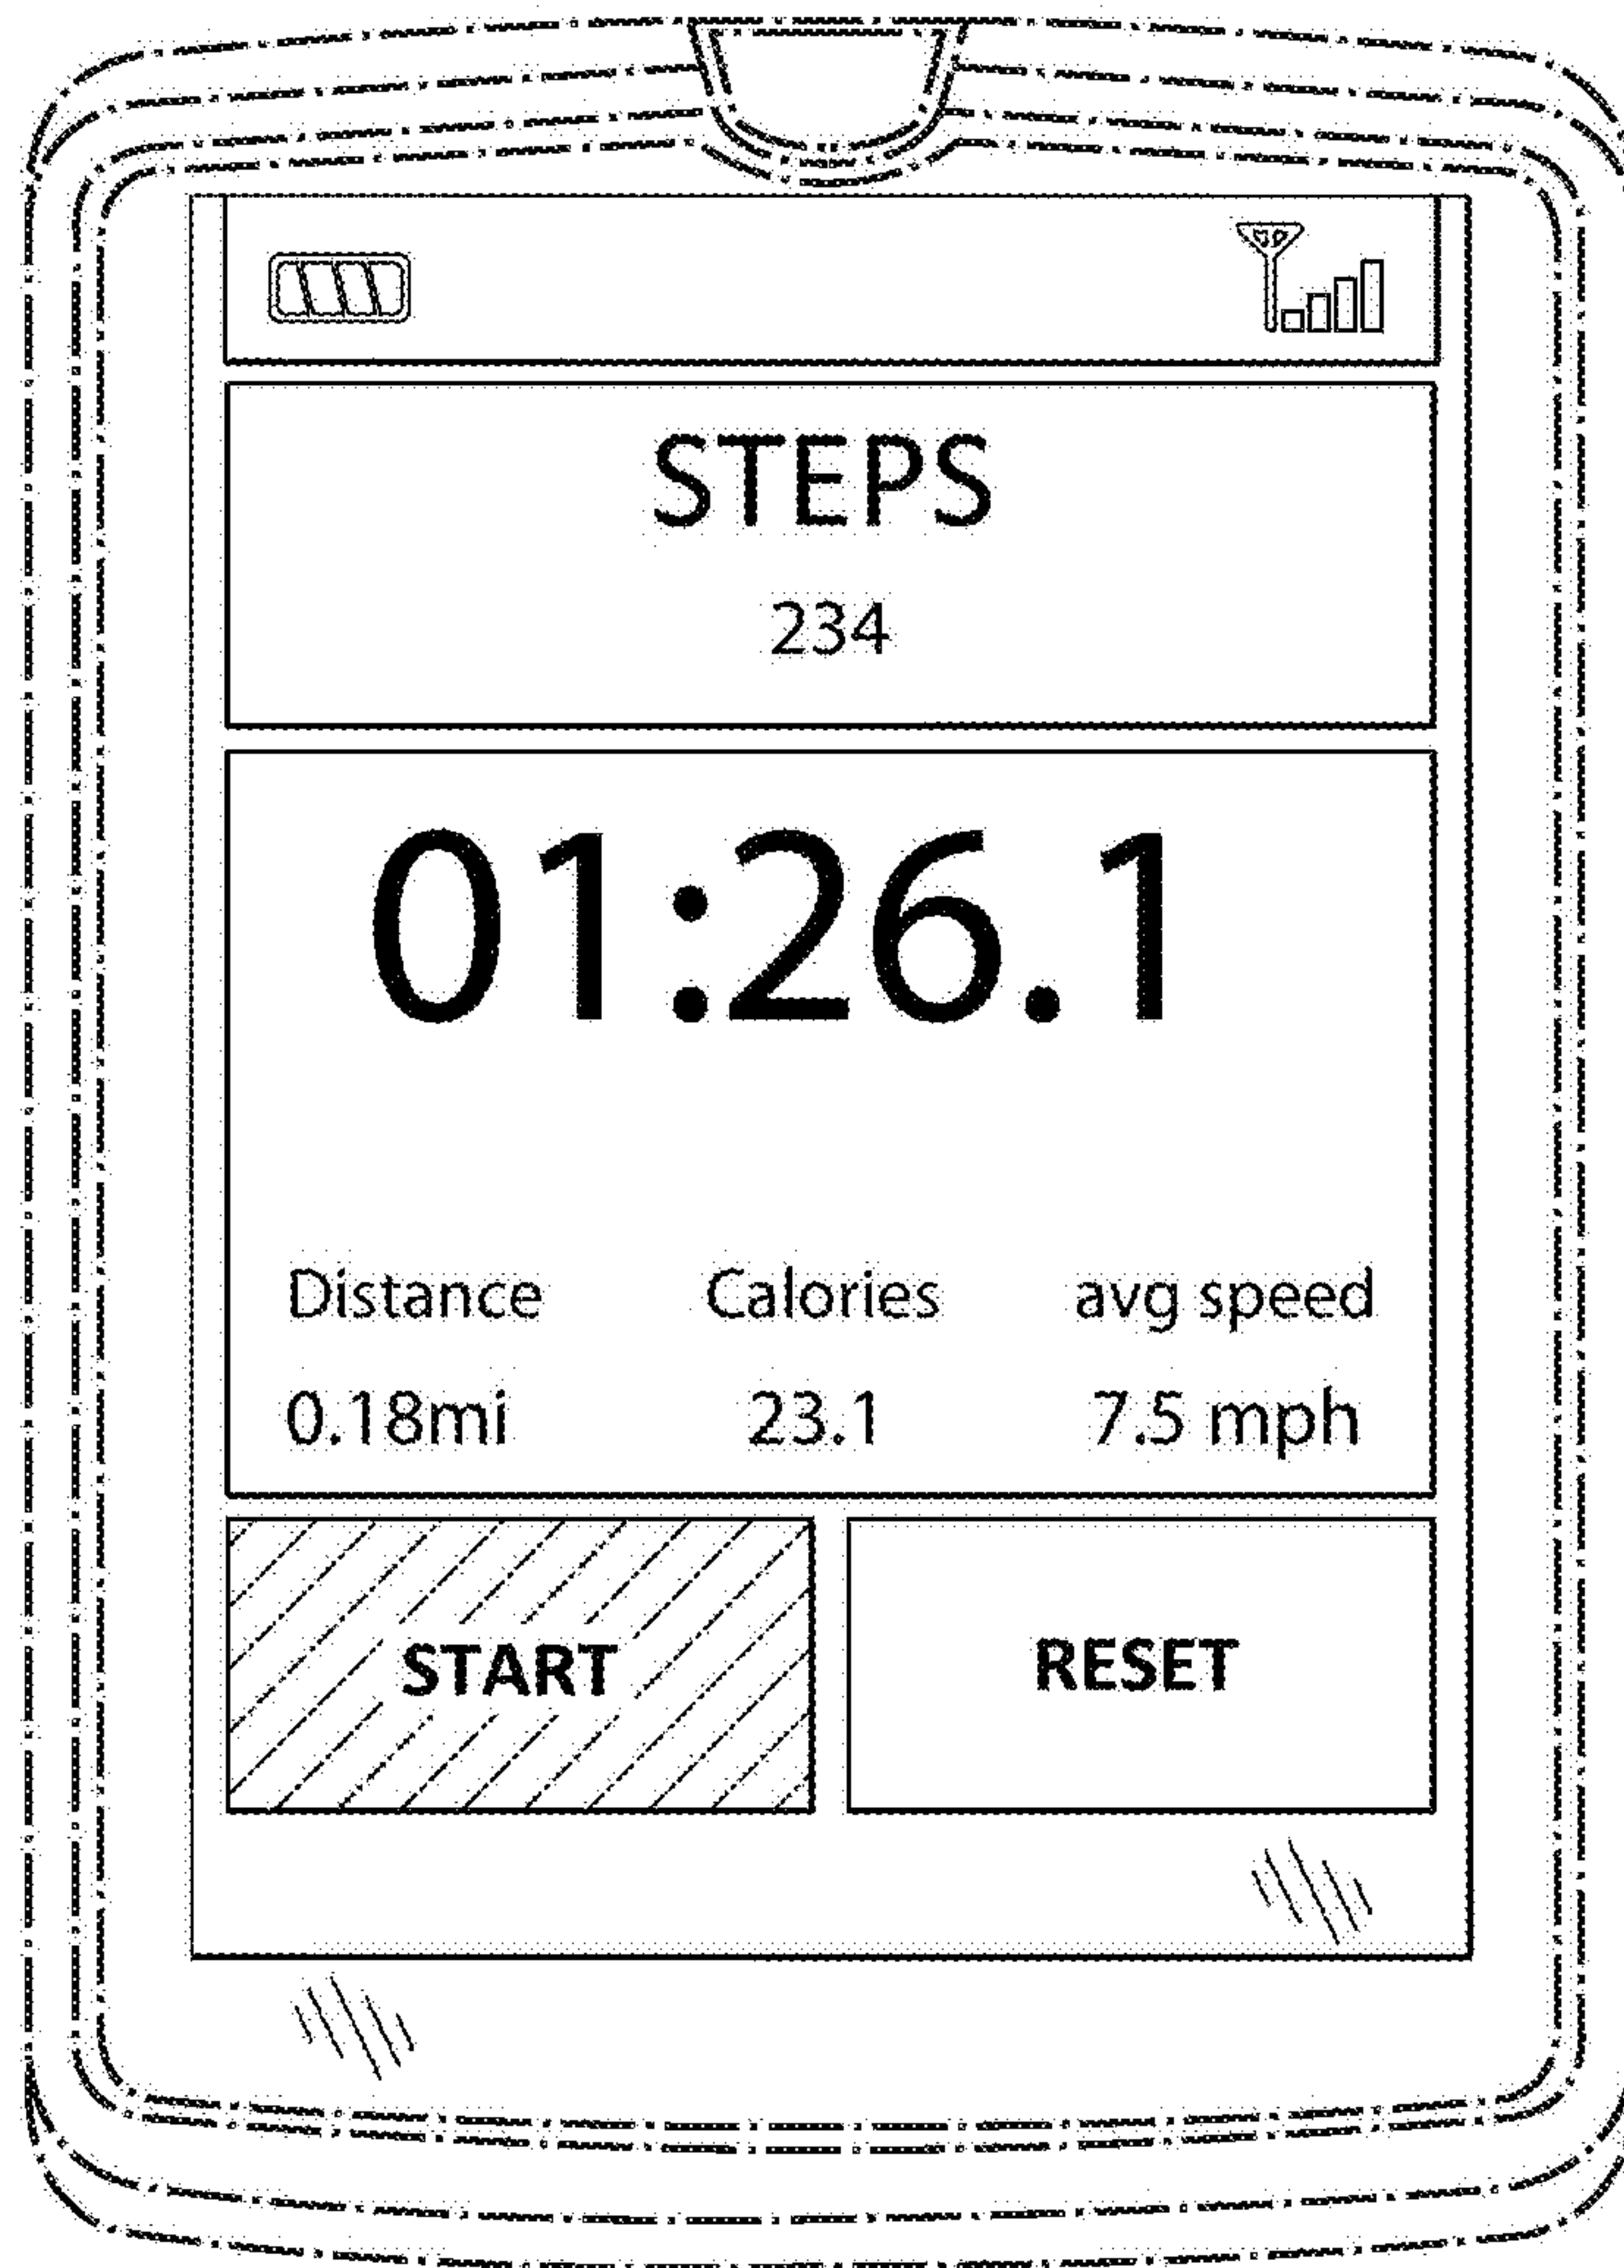 STEPS
234
01:26.1
Distance Calories avg speed
0.18mi 23.1 7.5 mph
START RESET